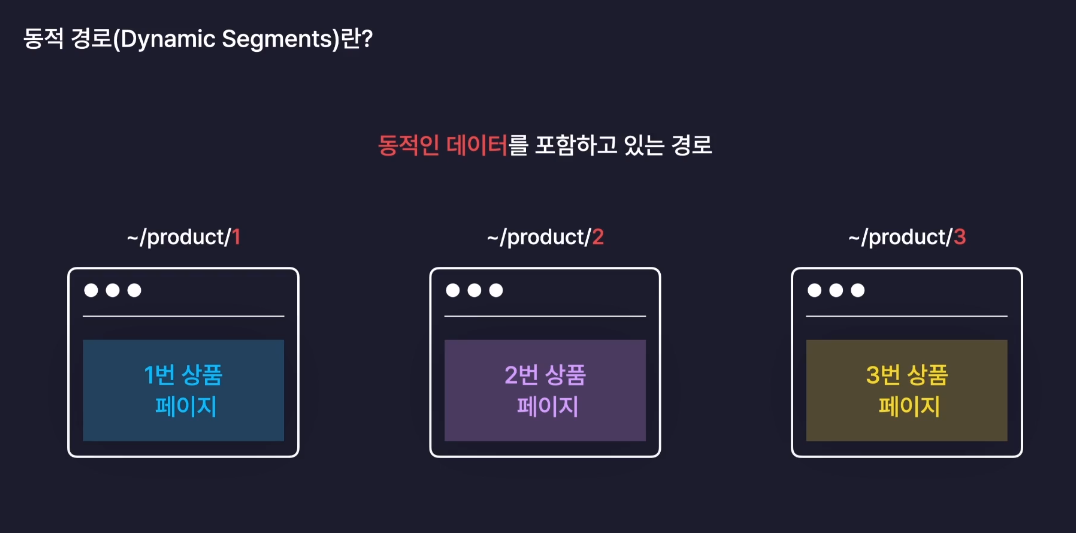 동적 경로(Dynamic Segments)란?
동적인 데이터를 포함하고 있는 경로
~/product/1
~/product/2
~/product/3
1번 상품
페이지
2번 상품
페이지
3번 상품
페이지